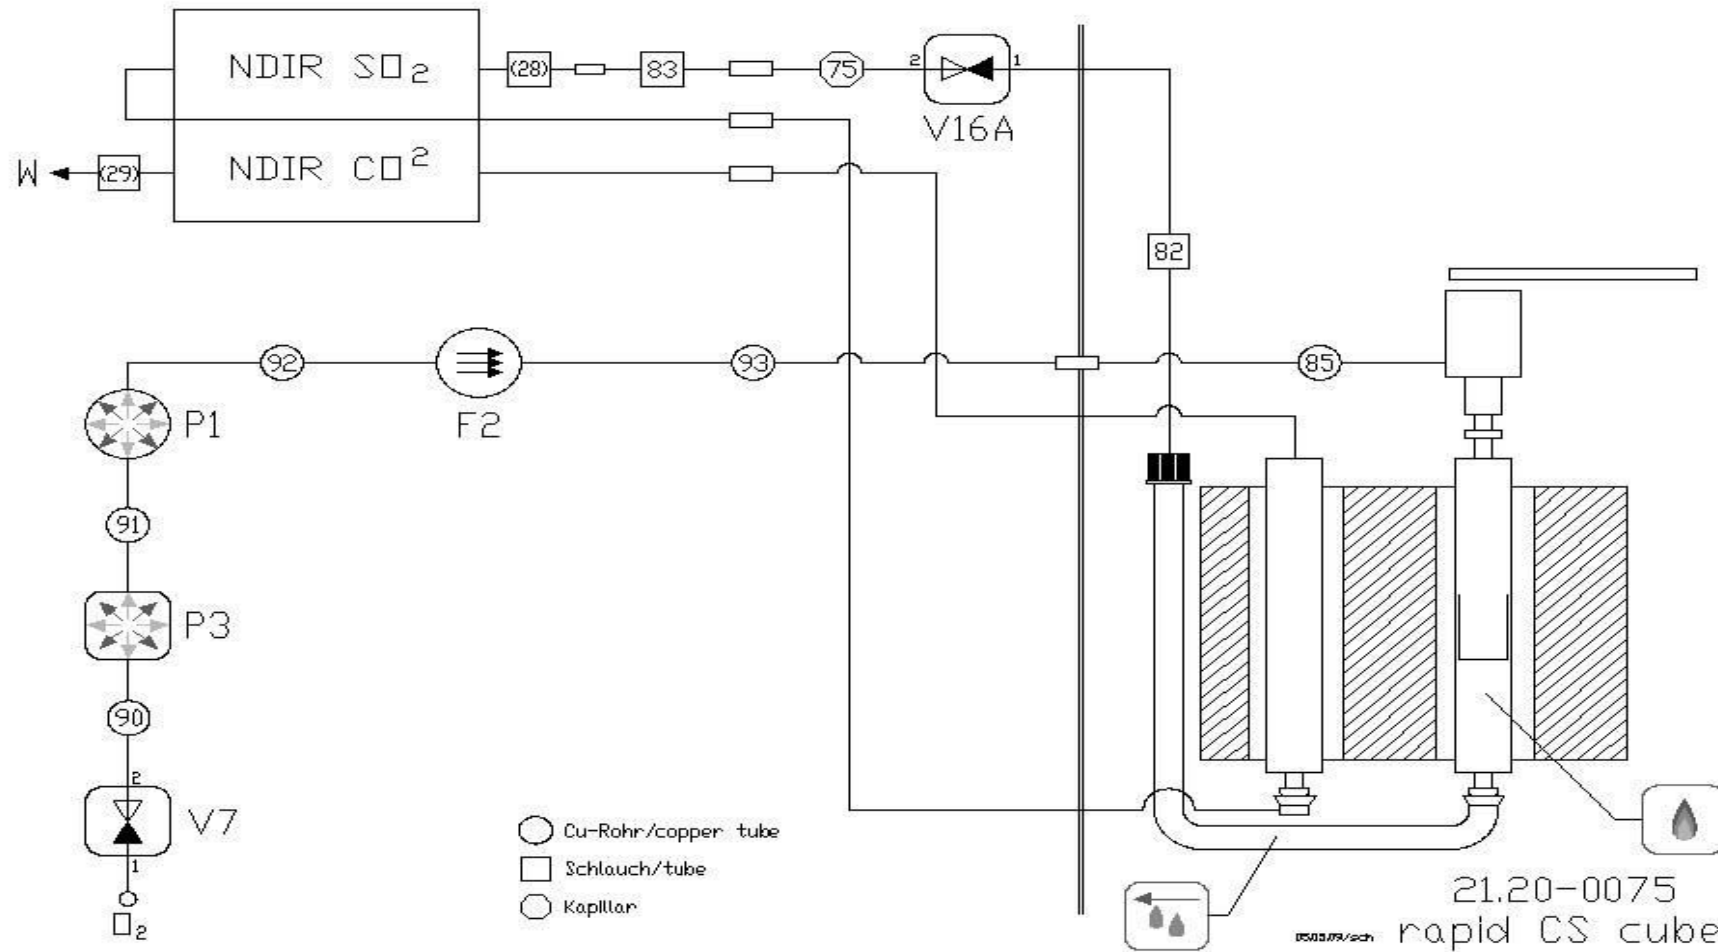 NDIR SO2
(28)
83
75
2
1
V16A
W
(29)
NDIR CO2
82
92
F2
93
85
P1
91
P3
90
2
V7
1
O2
Cu-Rohr/copper tube
Schlauch/tube
Kapillar
21.20-0075
rapid CS cube